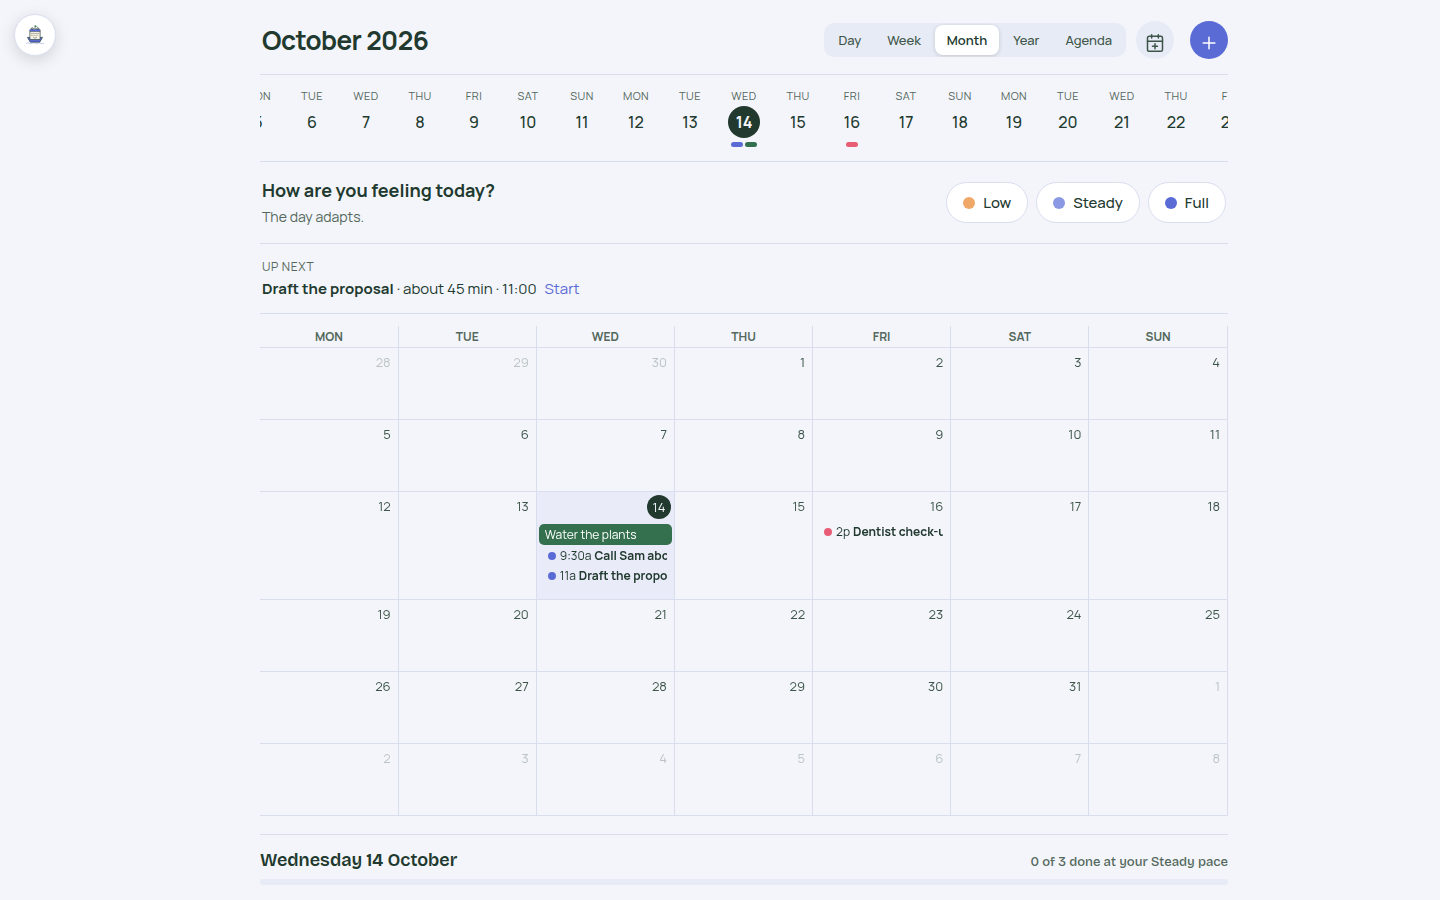 October 2026
Day Week Month Year Agenda
TUE WED THU FRI SAT SUN MON TUE WED THU FRI SAT SUN MON TUE WED THU
6 7 8 9 10 11 12 13 14 15 16 17 18 19 20 21 22
How are you feeling today?
The day adapts.
Low Steady Full
UP NEXT
Draft the proposal · about 45 min · 11:00 Start
MON TUE WED THU FRI SAT SUN
28 29 30 1 2 3 4
5 6 7 8 9 10 11
12 13 14 15 16 17 18
Water the plants
2p Dentist check-u
9:30a Call Sam abo
11a Draft the propo
19 20 21 22 23 24 25
26 27 28 29 30 31 1
2 3 4 5 6 7 8
Wednesday 14 October
0 of 3 done at your Steady pace